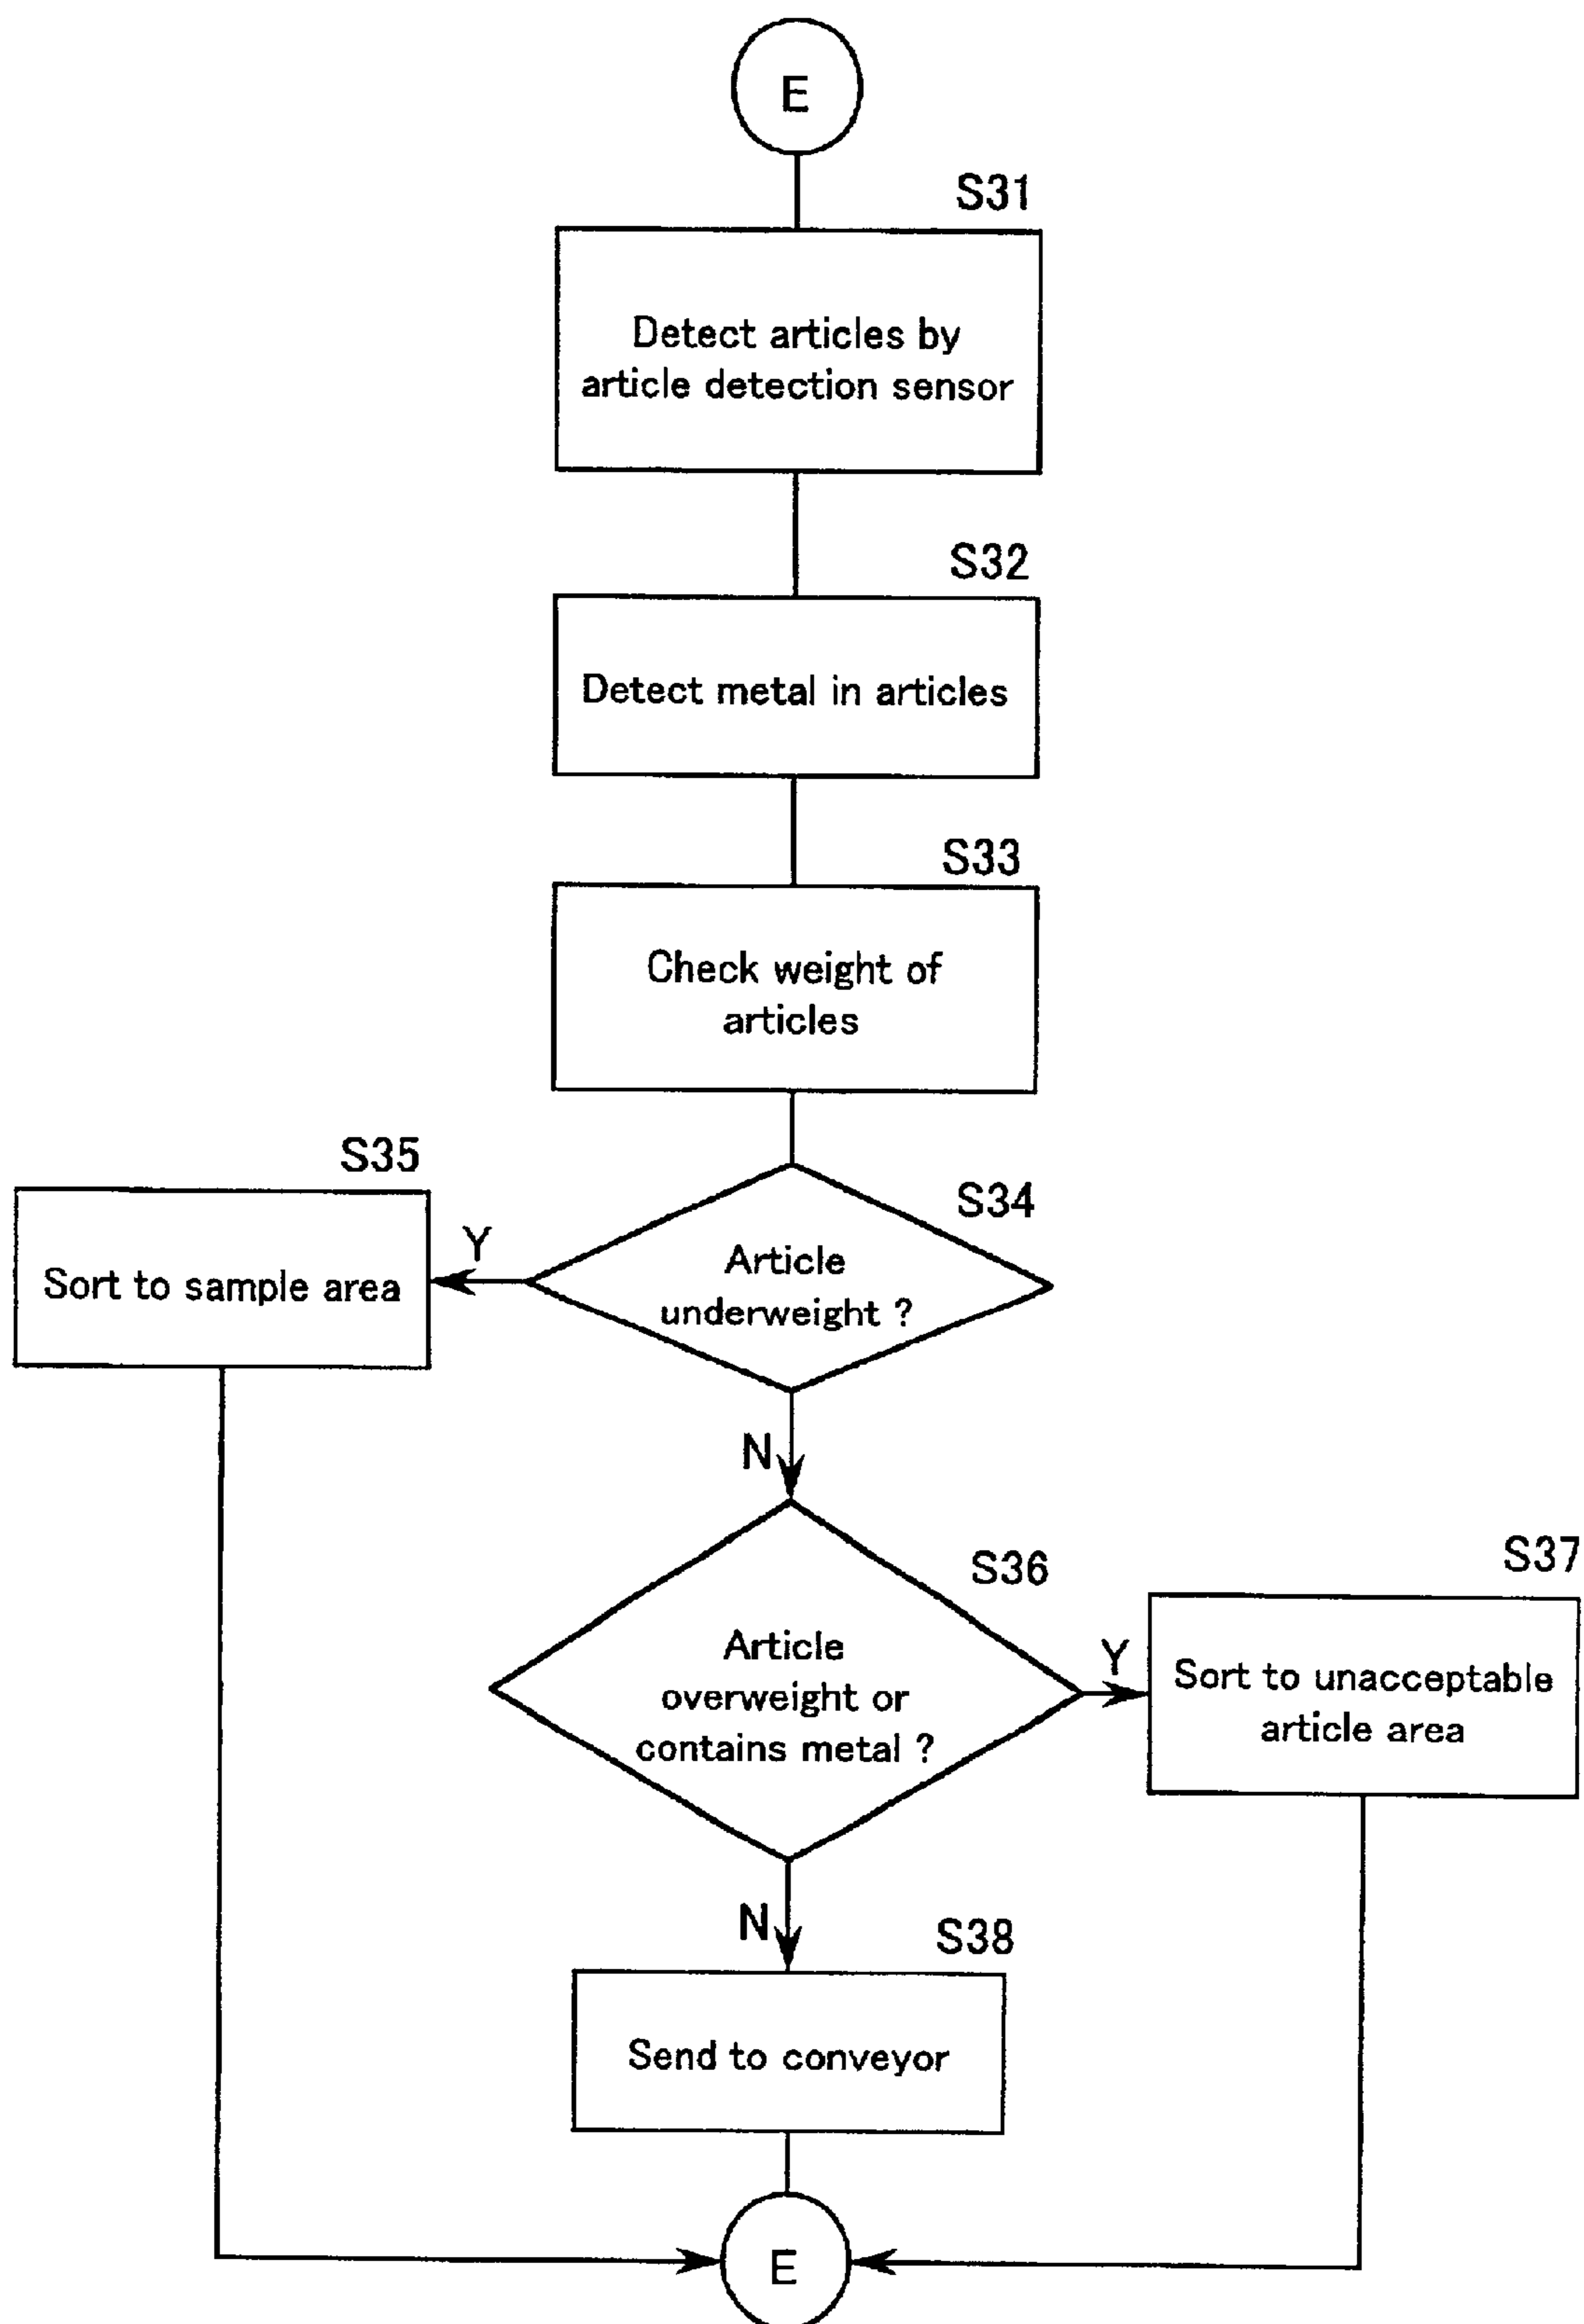 E
S31
Detect articles by
article detection sensor
S32
Detect metal in articles
S33
Check weight of
articles
S35
Sort to sample area
Y
S34
Article
underweight ?
N
S36
Article
overweight or
contains metal ?
Y
S37
Sort to unacceptable
article area
N
S38
Send to conveyor
E